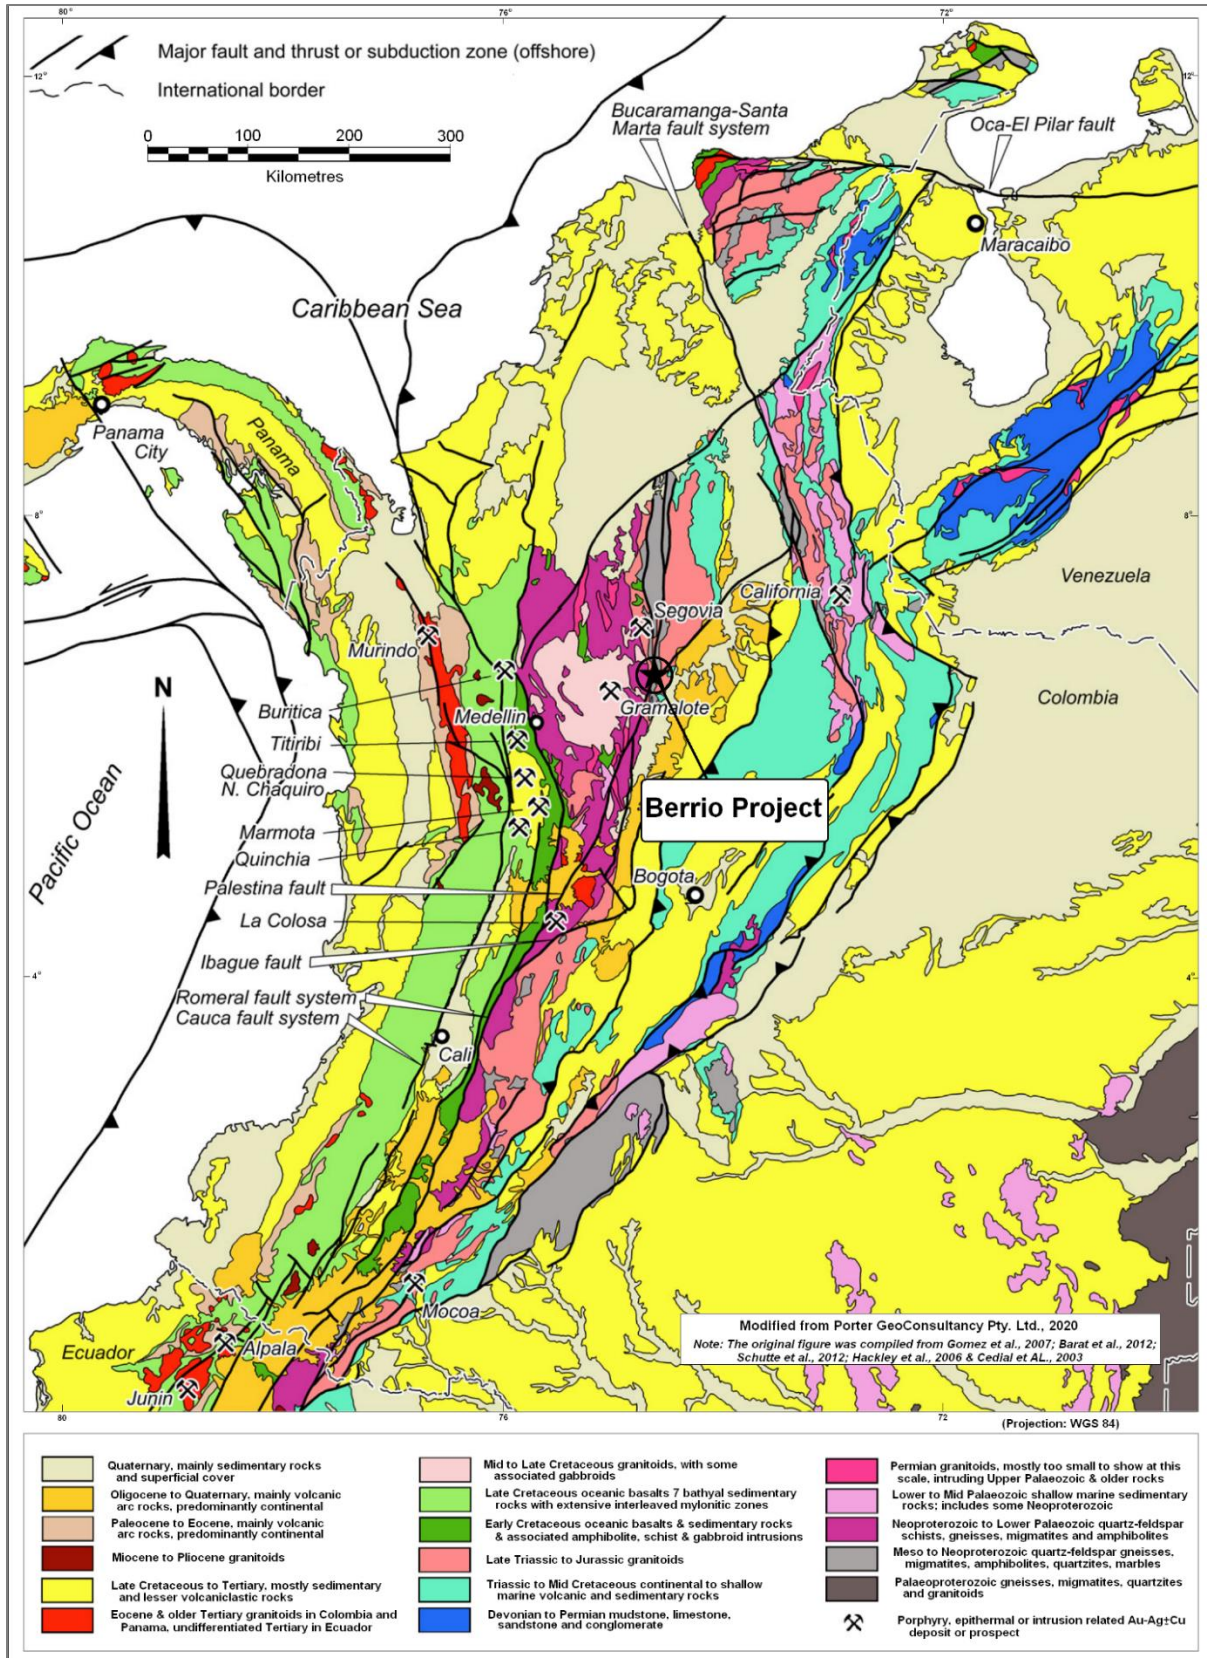 80°
76°
72°
Major fault and thrust or subduction zone (offshore)
International border
12°
12°
0 100 200 300
Kilometres
Bucaramanga-Santa
Marta fault system
Oca-El Pilar fault
Maracaibo
Caribbean Sea
Panama
City
Panama
8°
8°
Venezuela
California
Segovia
Murindo
N
Gramalote
Colombia
Buritica
Medellin
Titiribi
Quebradona
N. Chaquiro
Berrio Project
Marmota
Quinchia
Pacific Ocean
Palestina fault
Bogota
La Colosa
Ibague fault
4°
4°
Romeral fault system
Cauca fault system
Cali
0°
Mocoa
Ecuador
Alpala
Junin
Modified from Porter GeoConsultancy Pty. Ltd., 2020
Note: The original figure was compiled from Gomez et al., 2007; Barat et al., 2012;
Schutte et al., 2012; Hackley et al., 2006 & Cedial et AL., 2003
80
76
72
(Projection: WGS 84)
Quaternary, mainly sedimentary rocks
and superficial cover
Oligocene to Quaternary, mainly volcanic
arc rocks, predominantly continental
Paleocene to Eocene, mainly volcanic
arc rocks, predominantly continental
Miocene to Pliocene granitoids
Late Cretaceous to Tertiary, mostly sedimentary
and lesser volcaniclastic rocks
Eocene & older Tertiary granitoids in Colombia and
Panama, undifferentiated Tertiary in Ecuador
Mid to Late Cretaceous granitoids, with some
associated gabbroids
Late Cretaceous oceanic basalts 7 bathyal sedimentary
rocks with extensive interleaved mylonitic zones
Early Cretaceous oceanic basalts & sedimentary rocks
& associated amphibolite, schist & gabbroid intrusions
Late Triassic to Jurassic granitoids
Triassic to Mid Cretaceous continental to shallow
marine volcanic and sedimentary rocks
Devonian to Permian mudstone, limestone,
sandstone and conglomerate
Permian granitoids, mostly too small to show at this
scale, intruding Upper Palaeozoic & older rocks
Lower to Mid Palaeozoic shallow marine sedimentary
rocks; includes some Neoproterozoic
Neoproterozoic to Lower Palaeozoic quartz-feldspar
schists, gneisses, migmatites and amphibolites
Meso to Neoproterozoic quartz-feldspar gneisses,
migmatites, amphibolites, quartzites, marbles
Palaeoproterozoic gneisses, migmatites, quartzites
and granitoids
Porphyry, epithermal or intrusion related Au-Ag±Cu
deposit or prospect